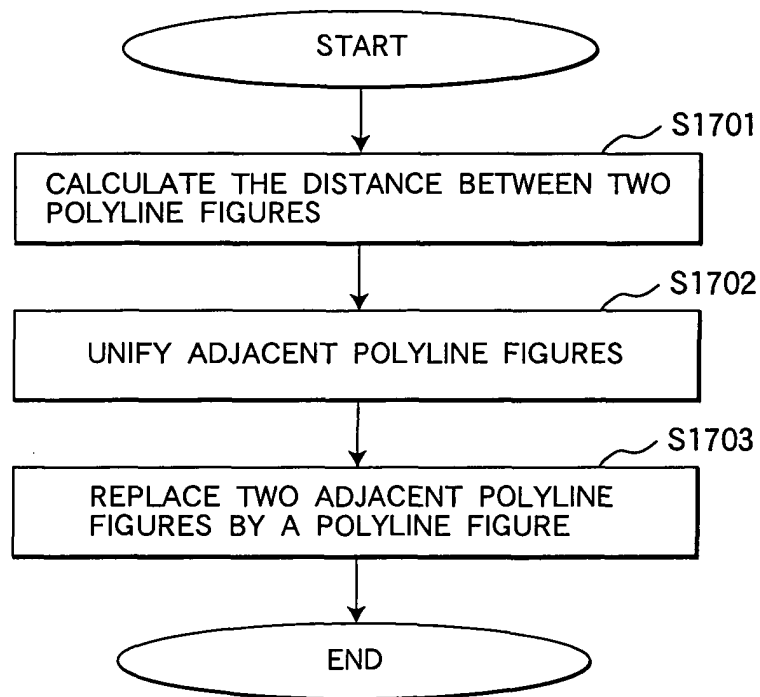 START
S1701
CALCULATE THE DISTANCE BETWEEN TWO
POLYLINE FIGURES
S1702
UNIFY ADJACENT POLYLINE FIGURES
S1703
REPLACE TWO ADJACENT POLYLINE
FIGURES BY A POLYLINE FIGURE
END